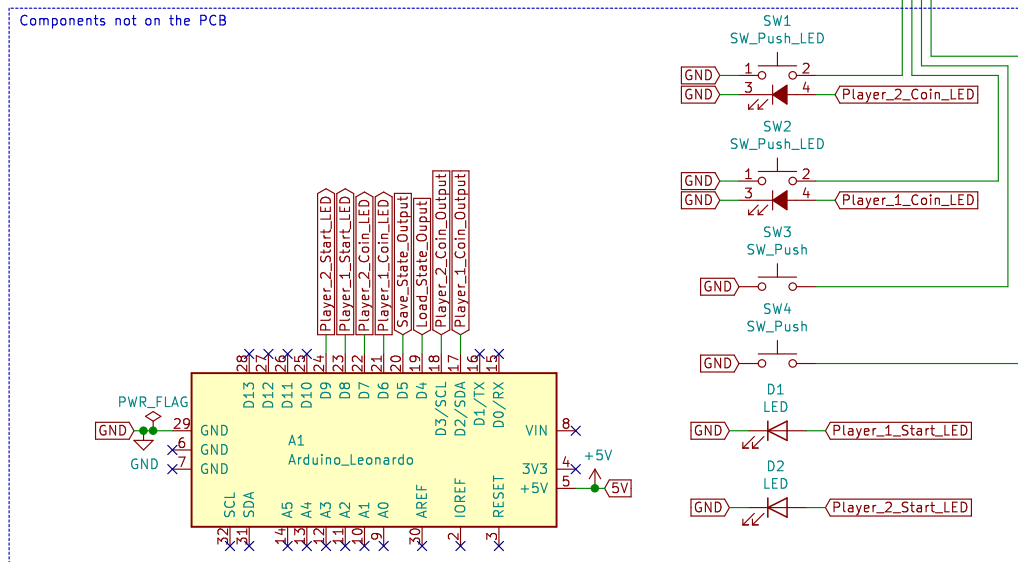 Components not on the PCB
SW1
SW_Push_LED
GND
1
2
GND
3
4
Player_2_Coin_LED
SW2
SW_Push_LED
GND
1
2
GND
3
4
Player_1_Coin_LED
SW3
SW_Push
GND
SW4
SW_Push
GND
D1
LED
GND
Player_1_Start_LED
D2
LED
GND
Player_2_Start_LED
Player_2_Start_LED
Player_1_Start_LED
Player_2_Coin_LED
Player_1_Coin_LED
Save_State_Output
Load_State_Ouput
Player_2_Coin_Output
Player_1_Coin_Output
28
27
26
25
24
23
22
21
20
19
18
17
16
15
D13
D12
D11
D10
D9
D8
D7
D6
D5
D4
D3/SCL
D2/SDA
D1/TX
D0/RX
PWR_FLAG
GND
29
GND
GND
6
GND
7
GND
A1
Arduino_Leonardo
VIN
8
3V3
4
+5V
5
+5V
5V
SCL
SDA
A5
A4
A3
A2
A1
A0
AREF
IOREF
RESET
32
31
14
13
12
11
10
9
30
2
3